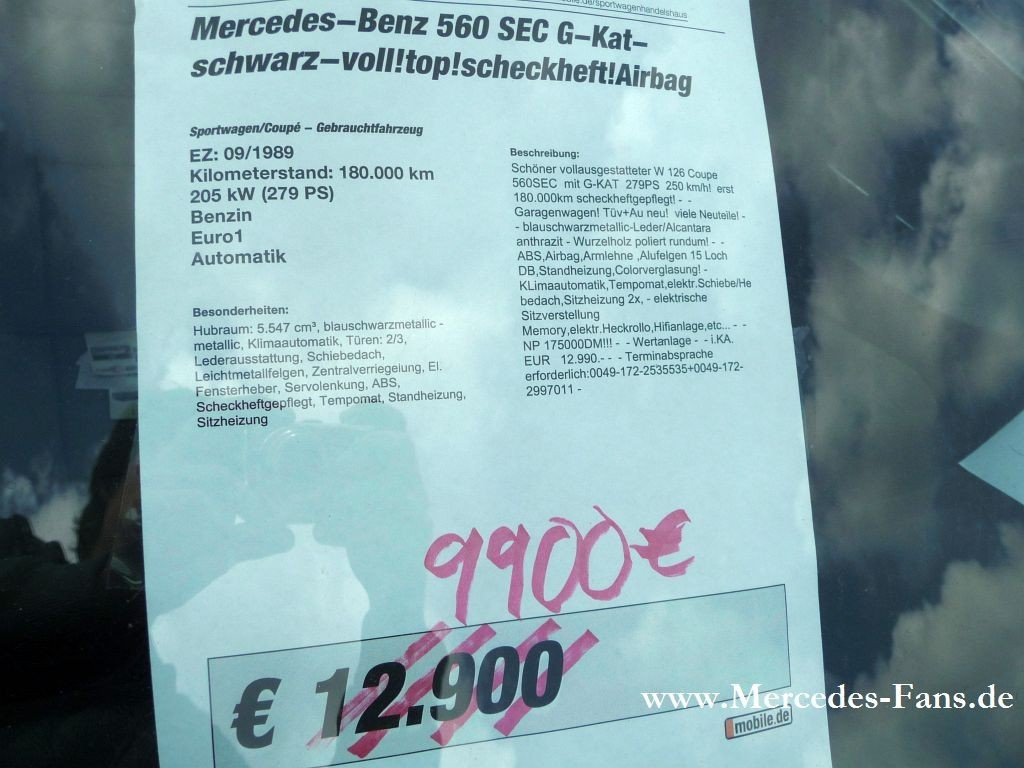 .de/sportwagenhandelshaus
Mercedes–Benz 560 SEC G–Kat–
schwarz–voll!top!scheckheft!Airbag
Sportwagen/Coupé – Gebrauchtfahrzeug
EZ: 09/1989
Kilometerstand: 180.000 km
205 kW (279 PS)
Benzin
Euro1
Automatik
Besonderheiten:
Hubraum: 5.547 cm³, blauschwarzmetallic -
metallic, Klimaautomatik, Türen: 2/3,
Lederausstattung, Schiebedach,
Leichtmetallfelgen, Zentralverriegelung, El.
Fensterheber, Servolenkung, ABS,
Scheckheftgepflegt, Tempomat, Standheizung,
Sitzheizung
Beschreibung:
Schöner vollausgestatteter W 126 Coupe
560SEC mit G-KAT 279PS 250 km/h! erst
180.000km scheckheftgepflegt! - -
Garagenwagen! Tüv+Au neu! viele Neuteile! -
- blauschwarzmetallic-Leder/Alcantara
anthrazit - Wurzelholz poliert rundum! - -
ABS,Airbag,Armlehne ,Alufelgen 15 Loch
DB,Standheizung,Colorverglasung! -
KLimaautomatik,Tempomat,elektr.Schiebe/He
bedach,Sitzheizung 2x, - elektrische
Sitzverstellung
Memory,elektr.Heckrollo,Hifianlage,etc... - -
NP 175000DM!!! - - Wertanlage - - i.KA.
EUR 12.990.- - - Terminabsprache
erforderlich:0049-172-2535535+0049-172-
2997011 -
9900€
€ 12.900
www.Mercedes-Fans.de
mobile.de